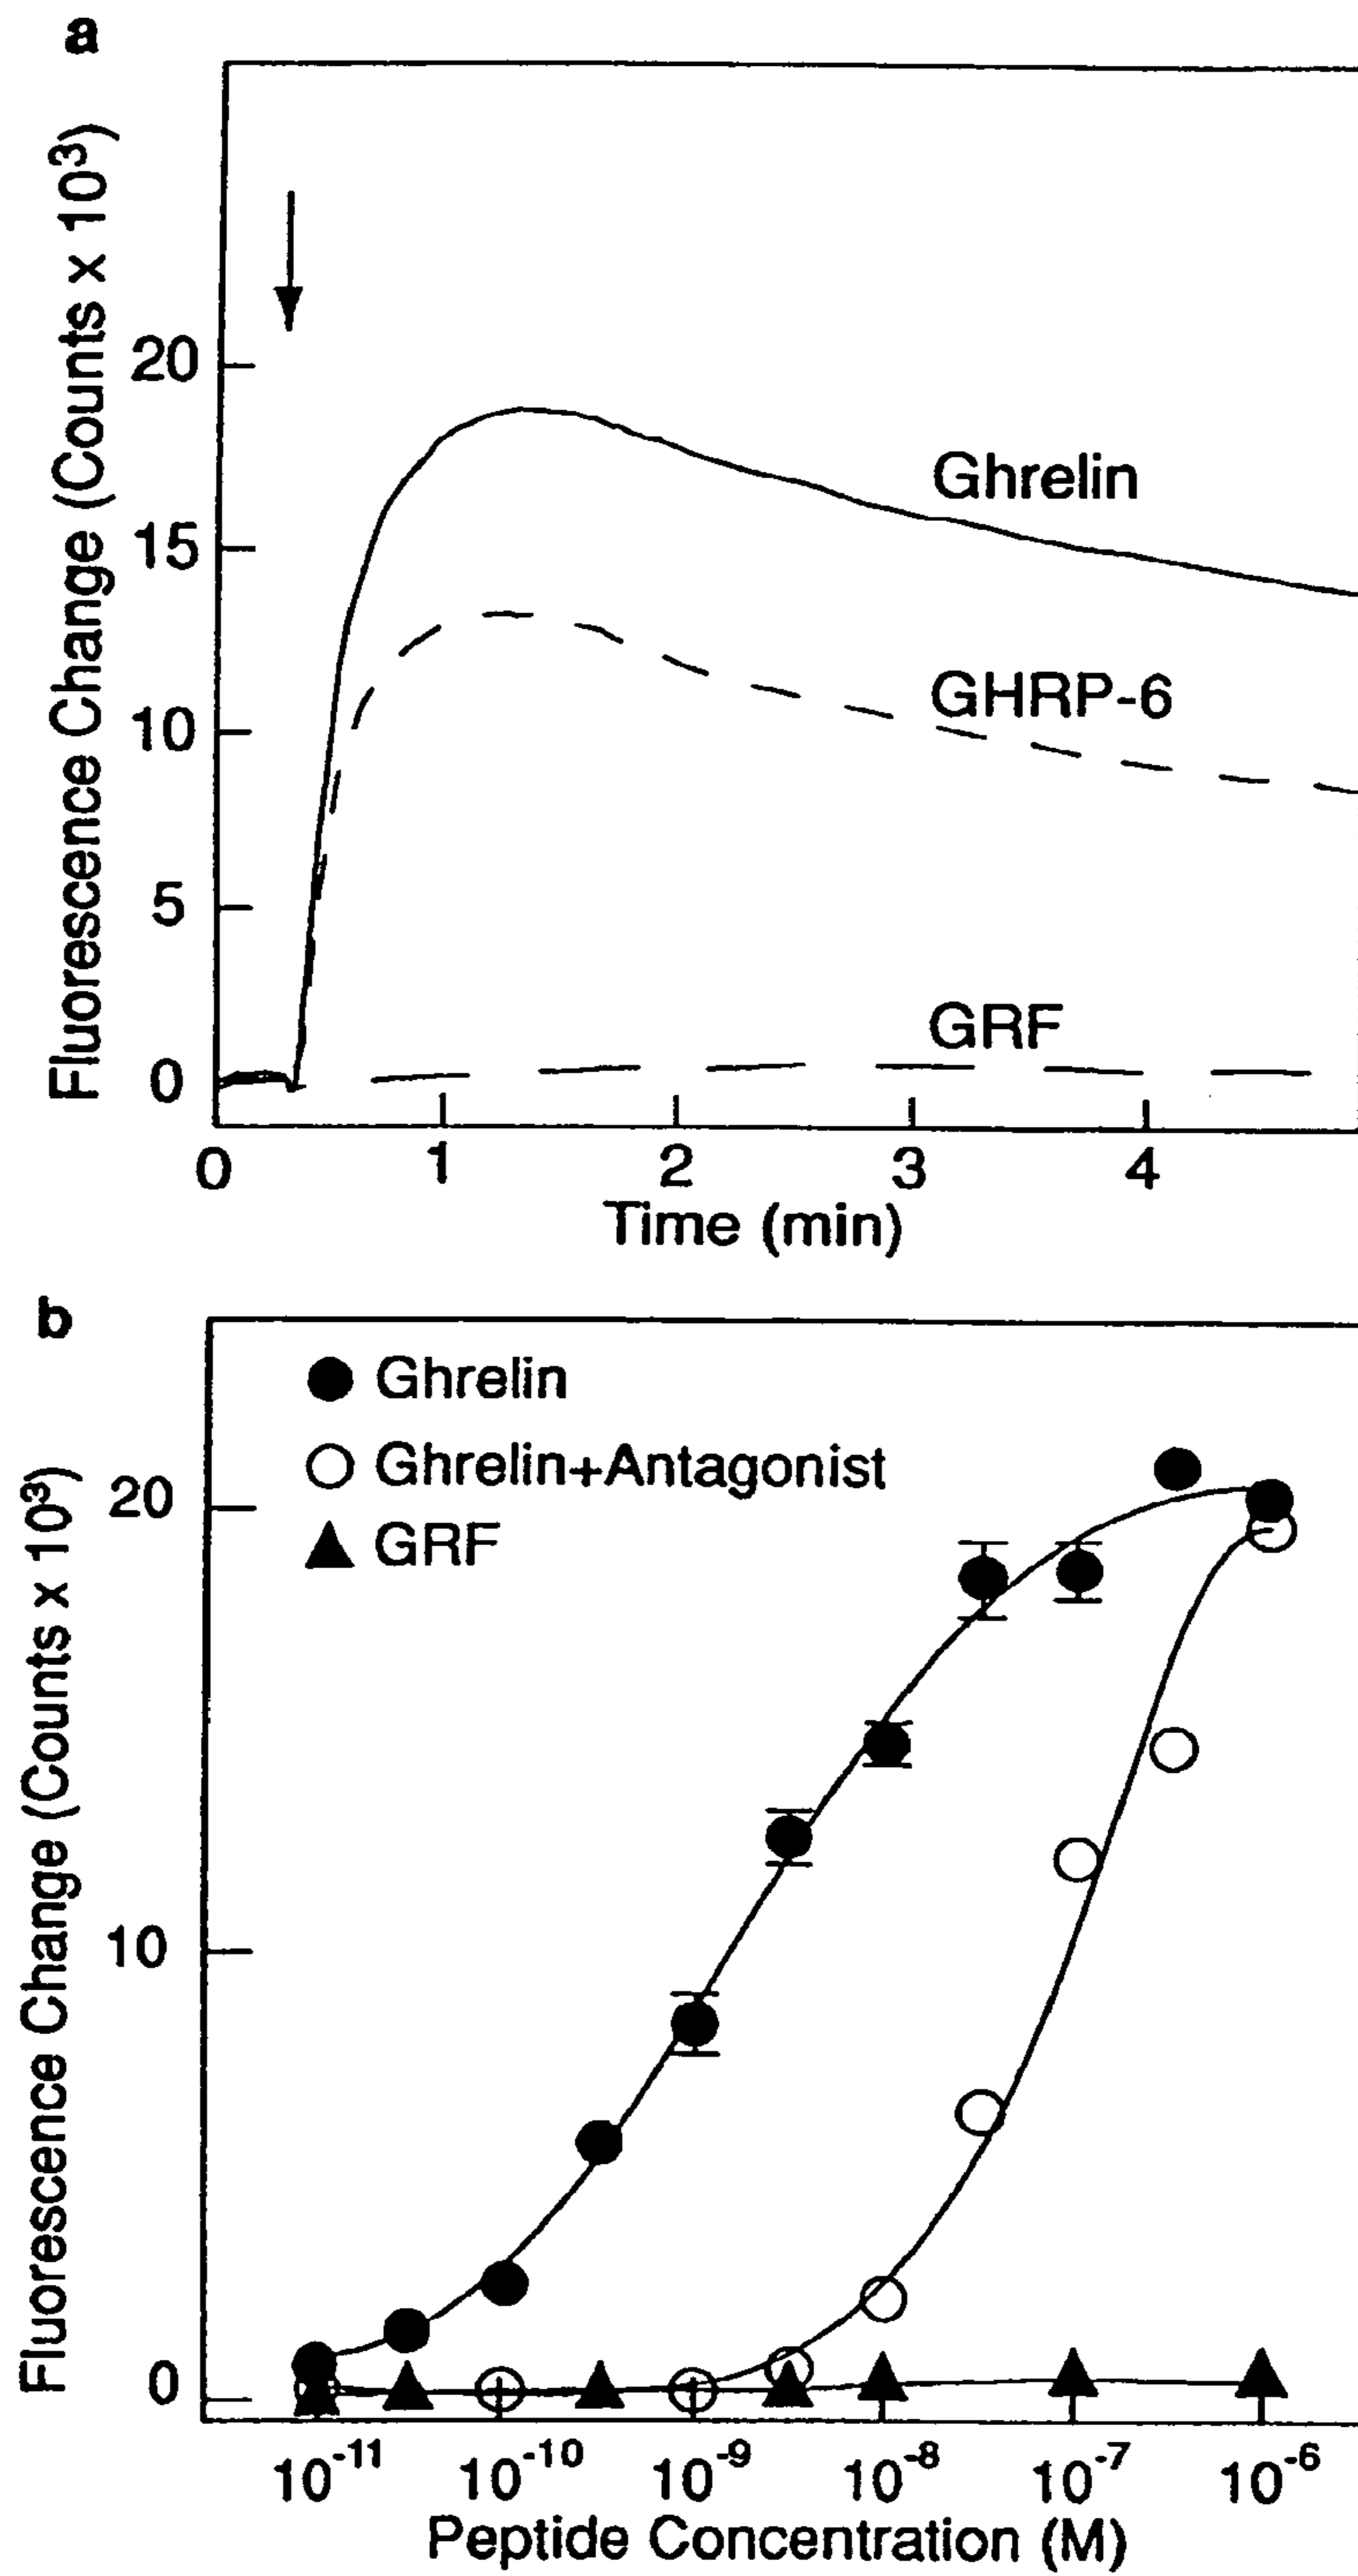 a
Fluorescence Change (Counts x 10³)
20
15
10
5
0
Ghrelin
GHRP-6
GRF
0 1 2 3 4
Time (min)
b
Ghrelin
Ghrelin+Antagonist
GRF
Fluorescence Change (Counts x 10³)
20
10
0
10⁻¹¹ 10⁻¹⁰ 10⁻⁹ 10⁻⁸ 10⁻⁷ 10⁻⁶
Peptide Concentration (M)